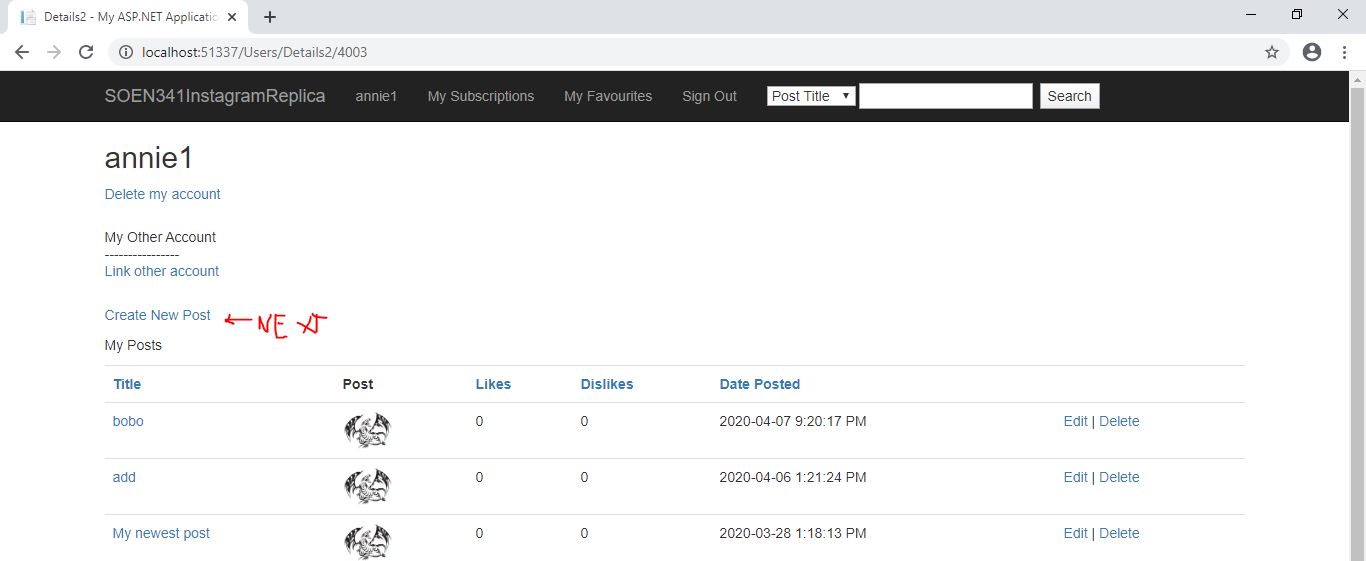 Details2 - My ASP.NET Applicatio
localhost:51337/Users/Details2/4003
SOEN341InstagramReplica annie1 My Subscriptions My Favourites Sign Out Post Title Search
annie1
Delete my account
My Other Account
----------------
Link other account
Create New Post ← NEXT
My Posts
Title Post Likes Dislikes Date Posted
bobo 0 0 2020-04-07 9:20:17 PM Edit | Delete
add 0 0 2020-04-06 1:21:24 PM Edit | Delete
My newest post 0 0 2020-03-28 1:18:13 PM Edit | Delete